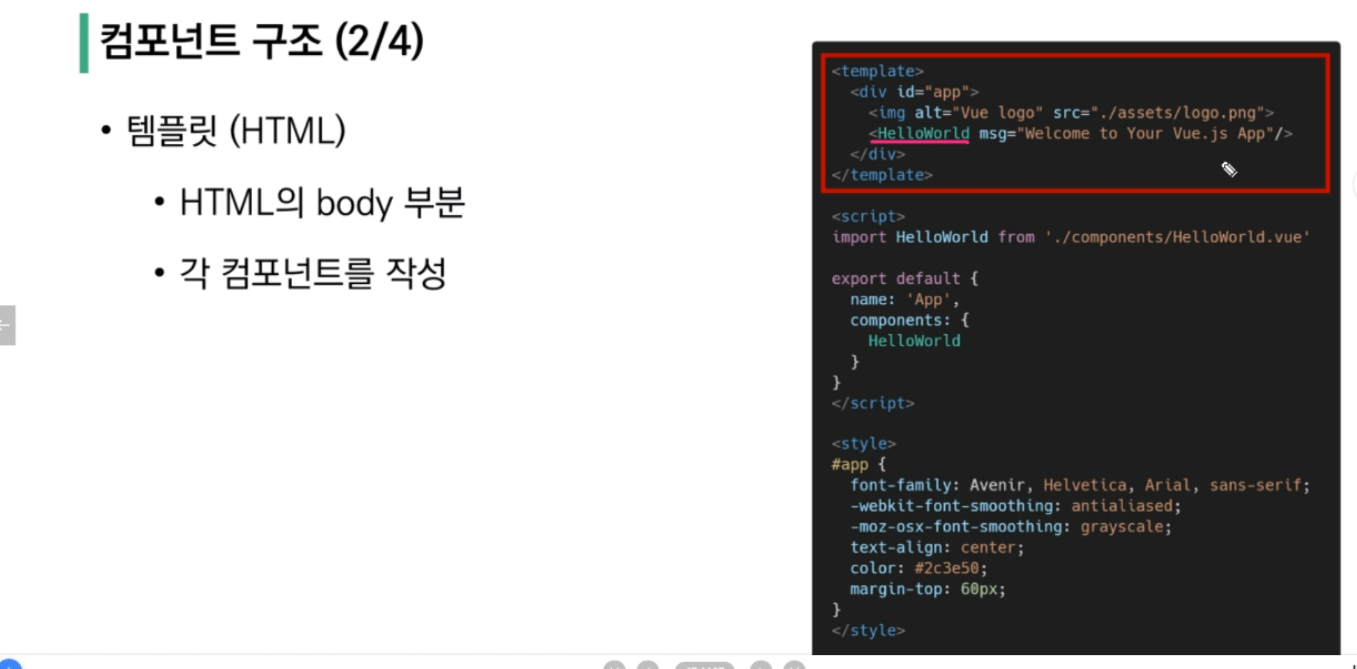 컴포넌트 구조 (2/4)
• 템플릿 (HTML)
• HTML의 body 부분
• 각 컴포넌트를 작성
<template>
  <div id="app">
    <img alt="Vue logo" src="./assets/logo.png">
    <HelloWorld msg="Welcome to Your Vue.js App"/>
  </div>
</template>

<script>
import HelloWorld from './components/HelloWorld.vue'

export default {
  name: 'App',
  components: {
    HelloWorld
  }
}
</script>

<style>
#app {
  font-family: Avenir, Helvetica, Arial, sans-serif;
  -webkit-font-smoothing: antialiased;
  -moz-osx-font-smoothing: grayscale;
  text-align: center;
  color: #2c3e50;
  margin-top: 60px;
}
</style>